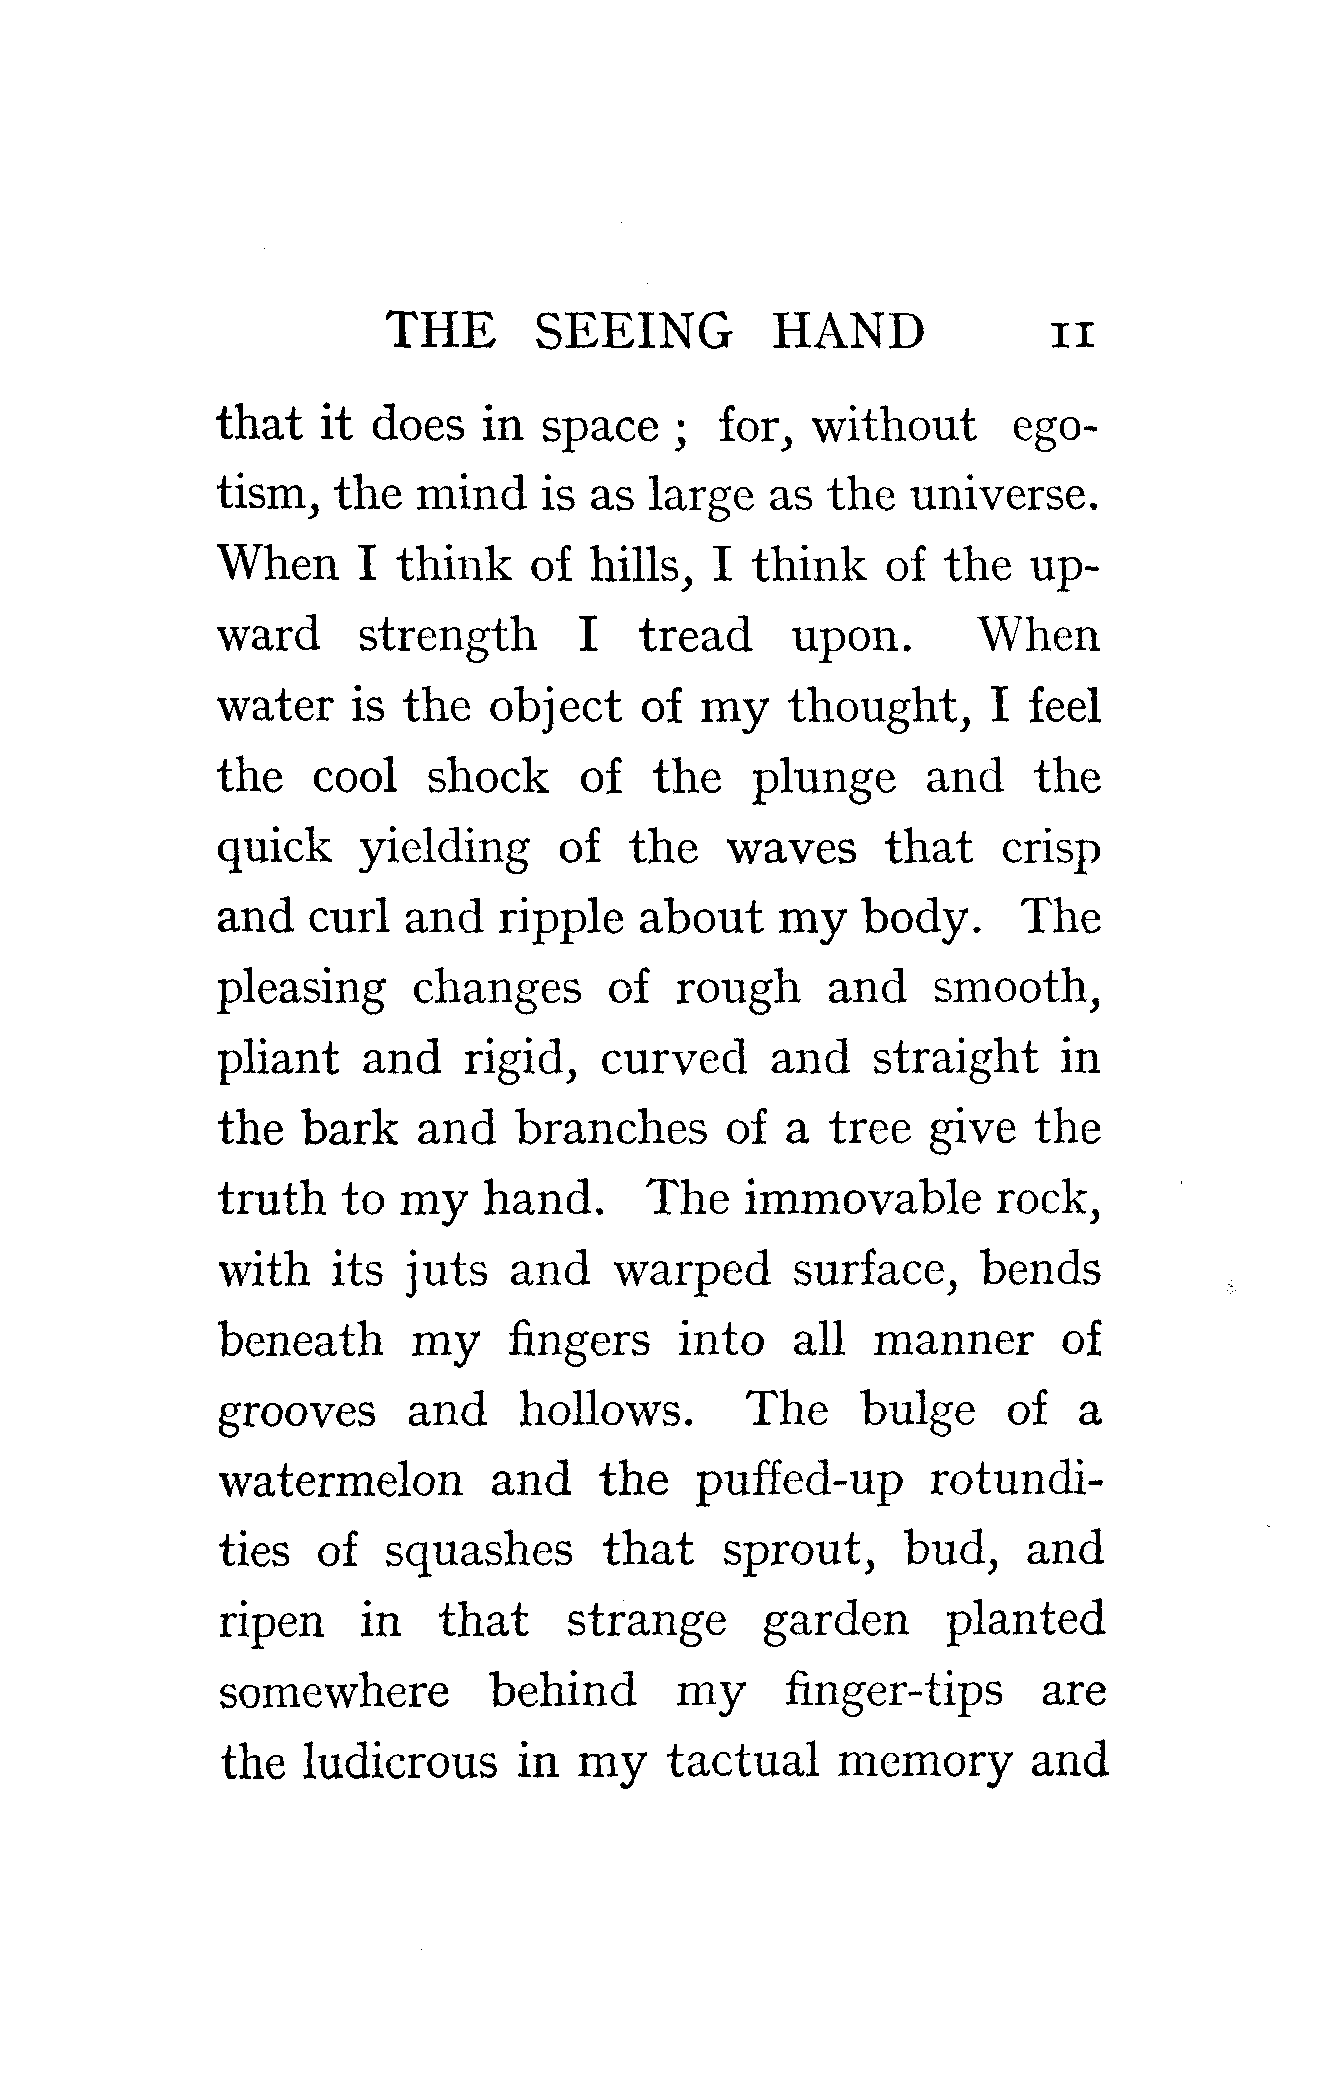 THE SEEING HAND 11
that it does in space ; for, without ego-
tism, the mind is as large as the universe.
When I think of hills, I think of the up-
ward strength I tread upon. When
water is the object of my thought, I feel
the cool shock of the plunge and the
quick yielding of the waves that crisp
and curl and ripple about my body. The
pleasing changes of rough and smooth,
pliant and rigid, curved and straight in
the bark and branches of a tree give the
truth to my hand. The immovable rock,
with its juts and warped surface, bends
beneath my fingers into all manner of
grooves and hollows. The bulge of a
watermelon and the puffed-up rotundi-
ties of squashes that sprout, bud, and
ripen in that strange garden planted
somewhere behind my finger-tips are
the ludicrous in my tactual memory and